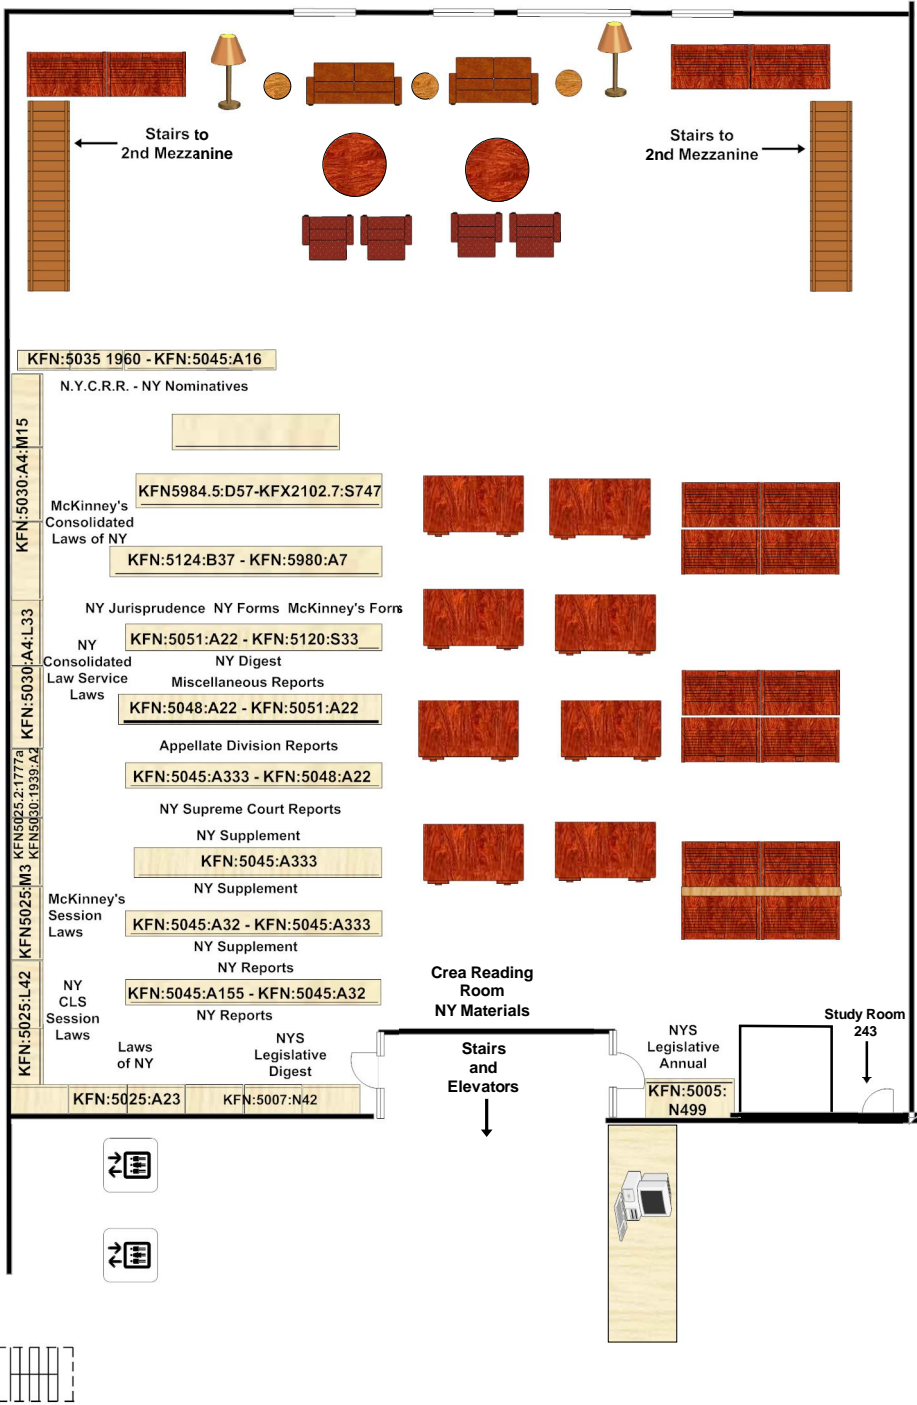 Stairs to
2nd Mezzanine
Stairs to
2nd Mezzanine
KFN:5035 1960 - KFN:5045:A16
N.Y.C.R.R. - NY Nominatives
KFN:5030:A4:M15
KFN5984.5:D57-KFX2102.7:S747
McKinney's
Consolidated
Laws of NY
KFN:5124:B37 - KFN:5980:A7
NY Jurisprudence NY Forms McKinney's Forms
KFN:5030:A4:L33
KFN:5051:A22 - KFN:5120:S33
NY
Consolidated
Law Service
Laws
NY Digest
Miscellaneous Reports
KFN:5048:A22 - KFN:5051:A22
Appellate Division Reports
KFN5025.2:1777a
KFN5030:1939:A2
KFN:5045:A333 - KFN:5048:A22
NY Supreme Court Reports
NY Supplement
KFN:5045:A333
NY Supplement
KFN5025:M3
McKinney's
Session
Laws
KFN:5045:A32 - KFN:5045:A333
NY Supplement
NY Reports
KFN:5025:L42
NY
CLS
Session
Laws
KFN:5045:A155 - KFN:5045:A32
NY Reports
Crea Reading
Room
NY Materials
Laws
of NY
NYS
Legislative
Digest
Stairs
and
Elevators
NYS
Legislative
Annual
Study Room
243
KFN:5025:A23
KFN:5007:N42
KFN:5005:
N499